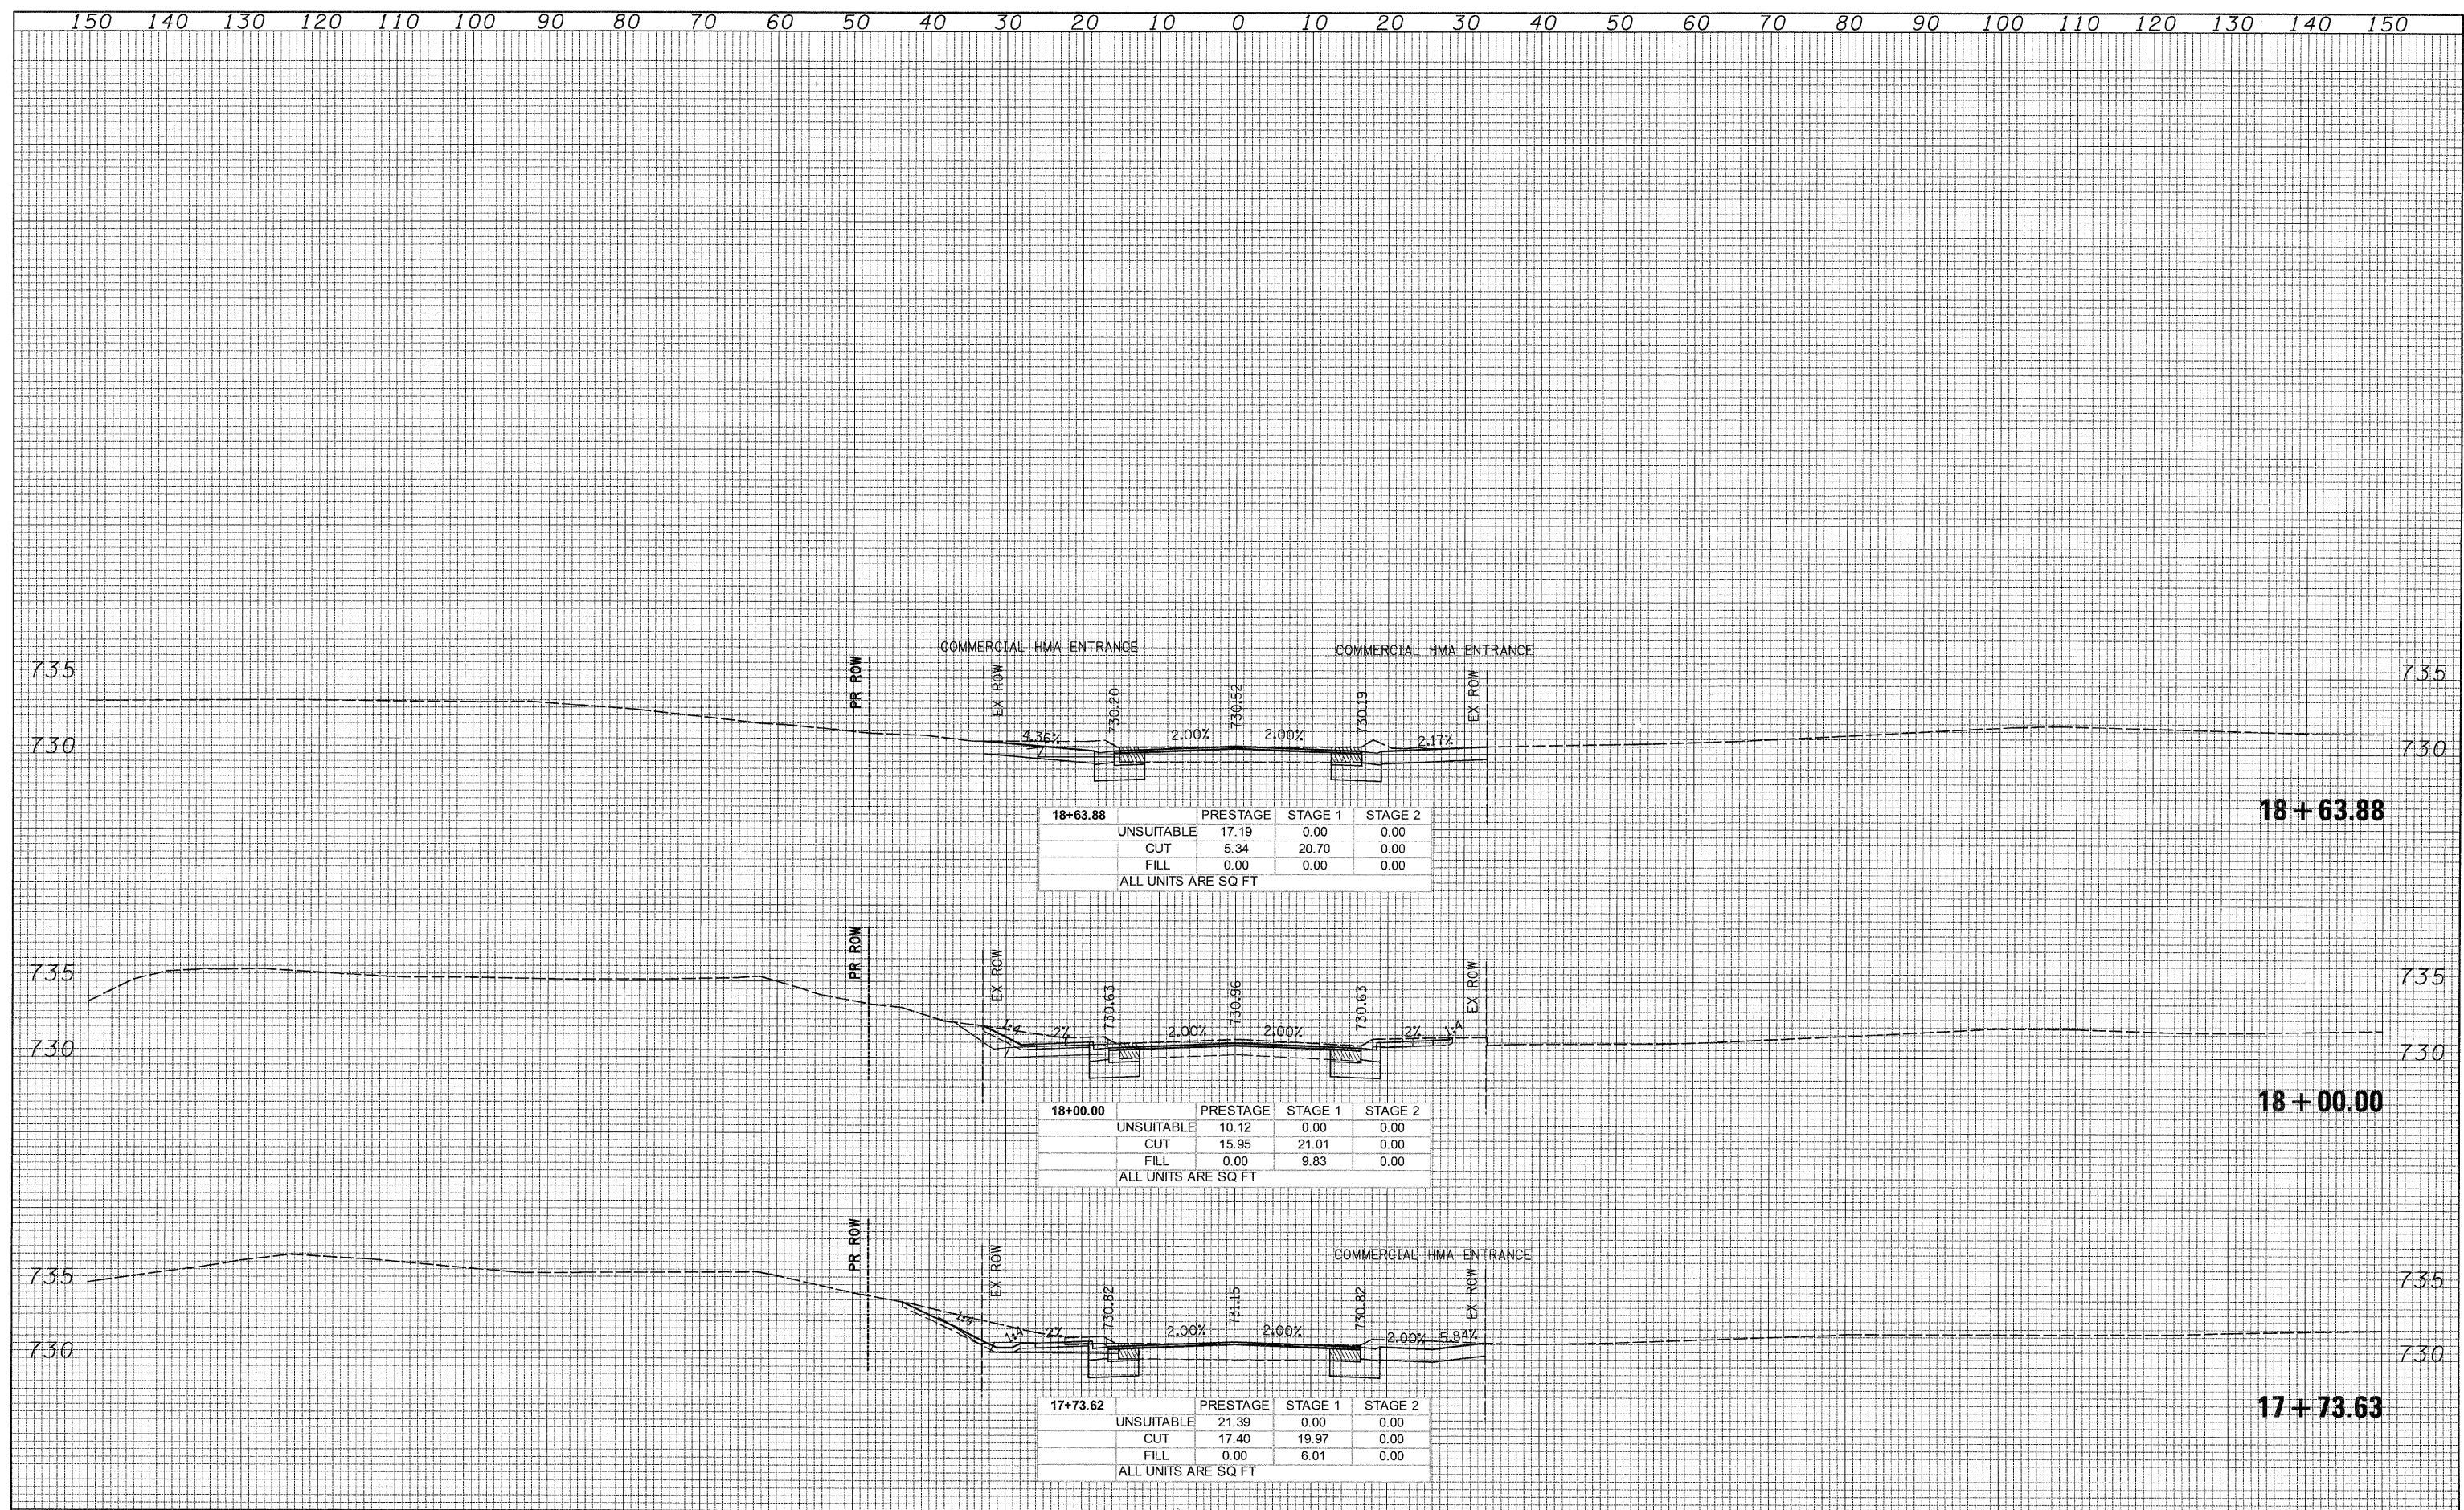 150 140 130 120 110 100 90 80 70 60 50 40 30 20 10 0 10 20 30 40 50 60 70 80 90 100 110 120 130 140 150
COMMERCIAL HMA ENTRANCE
COMMERCIAL HMA ENTRANCE
735
PR ROW
EX ROW
730.20
730.52
730.19
EX ROW
735
730
4.36%
2.00%
2.00%
2.17%
730
18+63.88
18+63.88 PRESTAGE STAGE 1 STAGE 2
UNSUITABLE 17.19 0.00 0.00
CUT 5.34 20.70 0.00
FILL 0.00 0.00 0.00
ALL UNITS ARE SQ FT
735
PR ROW
EX ROW
730.63
730.96
730.63
EX ROW
735
730
1:4
2%
2.00%
2.00%
2%
1:4
730
18+00.00
18+00.00 PRESTAGE STAGE 1 STAGE 2
UNSUITABLE 10.12 0.00 0.00
CUT 15.95 21.01 0.00
FILL 0.00 9.83 0.00
ALL UNITS ARE SQ FT
COMMERCIAL HMA ENTRANCE
735
PR ROW
EX ROW
730.82
731.15
730.82
EX ROW
735
730
1:4
1:4
2%
2.00%
2.00%
2.00%
5.84%
730
17+73.63
17+73.62 PRESTAGE STAGE 1 STAGE 2
UNSUITABLE 21.39 0.00 0.00
CUT 17.40 19.97 0.00
FILL 0.00 6.01 0.00
ALL UNITS ARE SQ FT